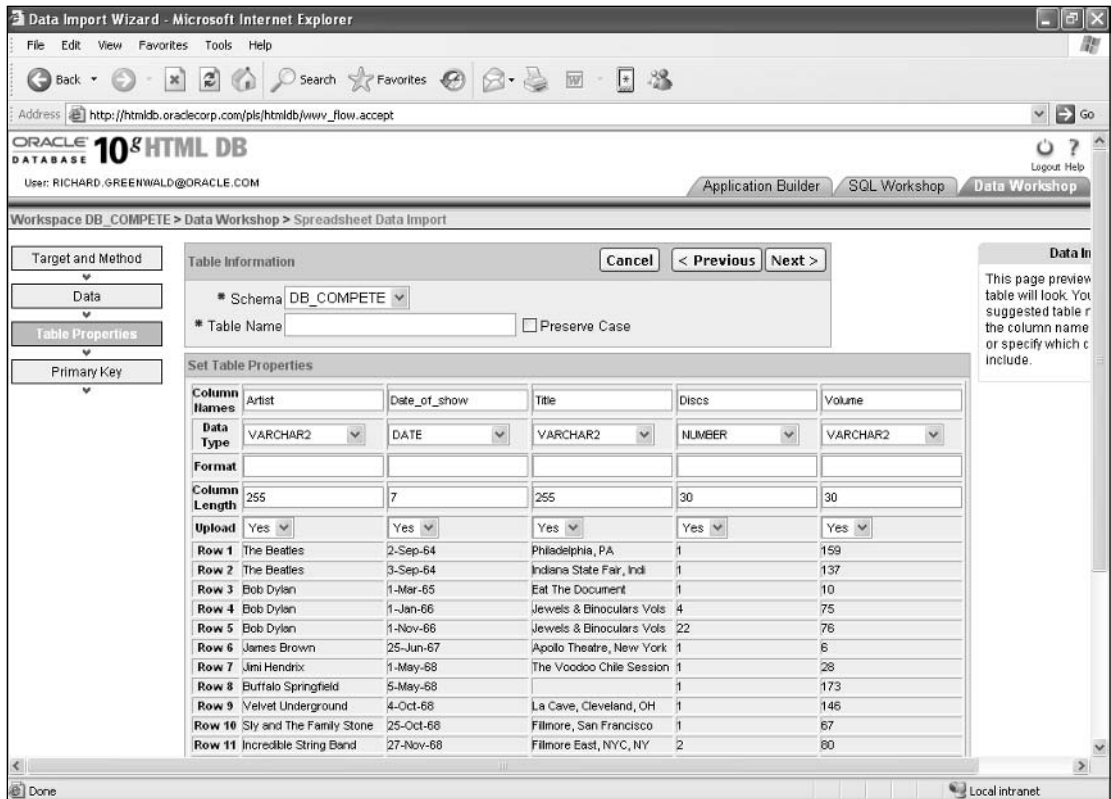 Data Import Wizard - Microsoft Internet Explorer
File Edit View Favorites Tools Help
Back Search Favorites
Address http://htmldb.oraclecorp.com/pls/htmldb/wwv_flow.accept Go
ORACLE DATABASE 10g HTML DB
Logout Help
User: RICHARD.GREENWALD@ORACLE.COM
Application Builder SQL Workshop Data Workshop
Workspace DB_COMPETE > Data Workshop > Spreadsheet Data Import
Target and Method
Data
Table Properties
Primary Key
Table Information Cancel < Previous Next >
* Schema DB_COMPETE
* Table Name Preserve Case
Data In
This page preview
table will look. You
suggested table n
the column name
or specify which c
include.
Set Table Properties
Column Names Artist Date_of_show Title Discs Volume
Data Type VARCHAR2 DATE VARCHAR2 NUMBER VARCHAR2
Format
Column Length 255 7 255 30 30
Upload Yes Yes Yes Yes Yes
Row 1 The Beatles 2-Sep-64 Philadelphia, PA 1 159
Row 2 The Beatles 3-Sep-64 Indiana State Fair, Indi 1 137
Row 3 Bob Dylan 1-Mar-65 Eat The Document 1 10
Row 4 Bob Dylan 1-Jan-66 Jewels & Binoculars Vols 4 75
Row 5 Bob Dylan 1-Nov-66 Jewels & Binoculars Vols 22 76
Row 6 James Brown 25-Jun-67 Apollo Theatre, New York 1 6
Row 7 Jimi Hendrix 1-May-68 The Voodoo Chile Session 1 28
Row 8 Buffalo Springfield 5-May-68 1 173
Row 9 Velvet Underground 4-Oct-68 La Cave, Cleveland, OH 1 146
Row 10 Sly and The Family Stone 25-Oct-68 Fillmore, San Francisco 1 67
Row 11 Incredible String Band 27-Nov-68 Fillmore East, NYC, NY 2 80
Done Local intranet